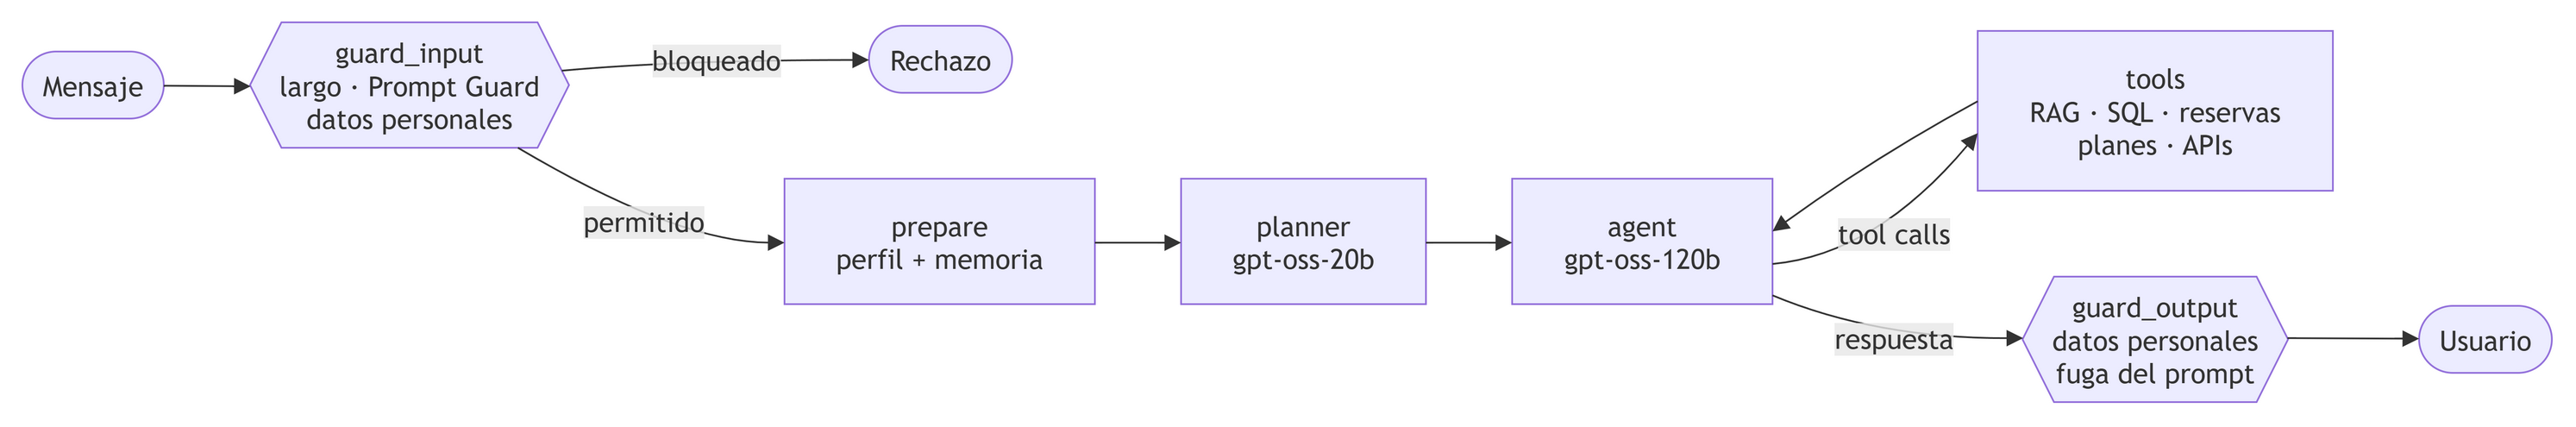 Mensaje
guard_input
largo · Prompt Guard
datos personales
bloqueado
Rechazo
permitido
prepare
perfil + memoria
planner
gpt-oss-20b
agent
gpt-oss-120b
tool calls
tools
RAG · SQL · reservas
planes · APIs
respuesta
guard_output
datos personales
fuga del prompt
Usuario